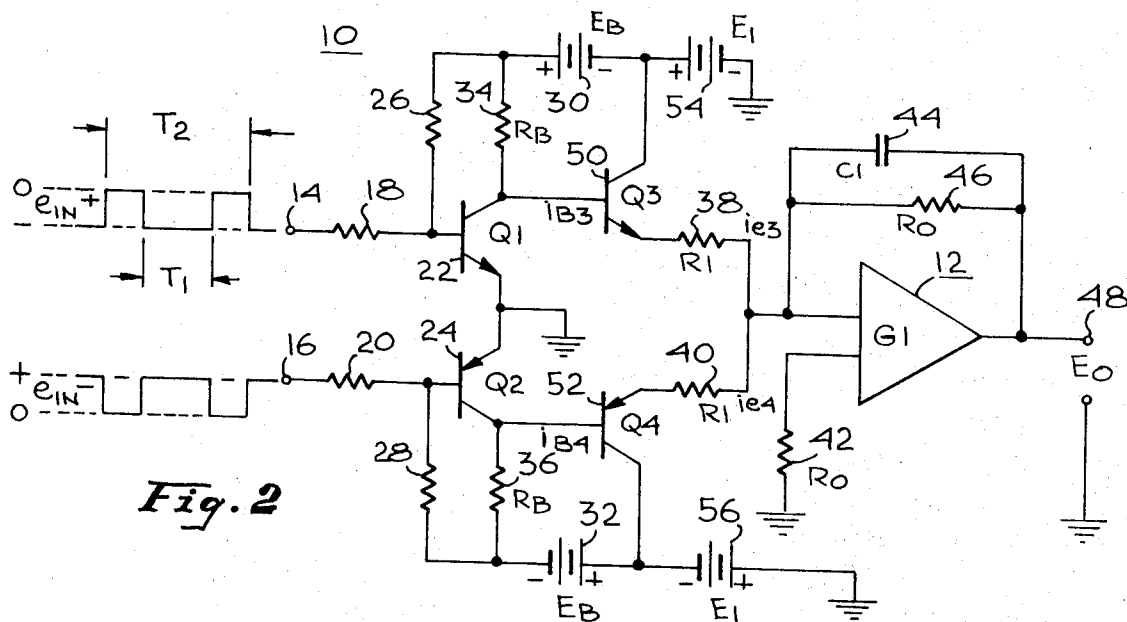 10
EB
E1
+ - + -
30
54
26
34
RB
T2
50
44
C1
46
RO
O
eIN +
-
14
18
Q1
iB3
Q3
38
ie3
R1
22
T1
12
48
G1
EO
24
16
20
Q2
52
40
R1
ie4
+
eIN -
O
iB4
Q4
42
RO
28
36
RB
32
56
- + - +
EB
E1
Fig. 2